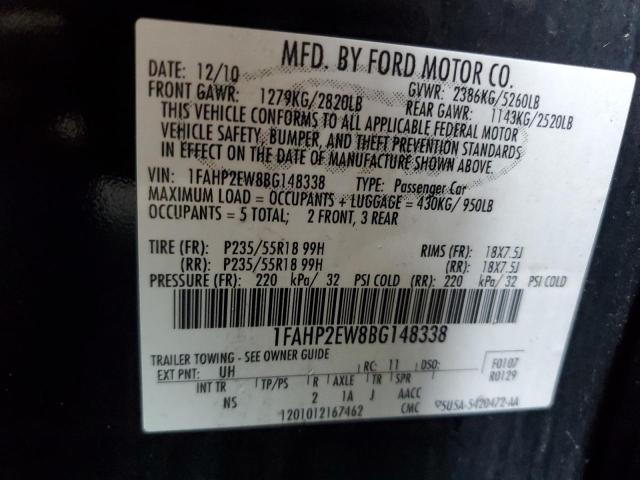 MFD. BY FORD MOTOR CO.
DATE: 12/10 GVWR: 2386KG/5260LB
FRONT GAWR: 1279KG/2820LB REAR GAWR: 1143KG/2520LB
THIS VEHICLE CONFORMS TO ALL APPLICABLE FEDERAL MOTOR
VEHICLE SAFETY, BUMPER, AND THEFT PREVENTION STANDARDS
IN EFFECT ON THE DATE OF MANUFACTURE SHOWN ABOVE.
VIN: 1FAHP2EW8BG148338 TYPE: Passenger Car
MAXIMUM LOAD = OCCUPANTS + LUGGAGE = 430KG/950LB
OCCUPANTS = 5 TOTAL; 2 FRONT, 3 REAR
TIRE (FR): P235/55R18 99H RIMS (FR): 18X7.5J
(RR): P235/55R18 99H (RR): 18X7.5J
PRESSURE (FR): 220 kPa/32 PSI COLD (RR): 220 kPa/32 PSI COLD
1FAHP2EW8BG148338
TRAILER TOWING - SEE OWNER GUIDE
EXT PNT: UH RC: 11 DSO: F0107
R0129
INT TR TP/PS R AXLE TR SPR
NS 2 1A J AACC
1201012167462 CMC 5U5A-5420472-AA